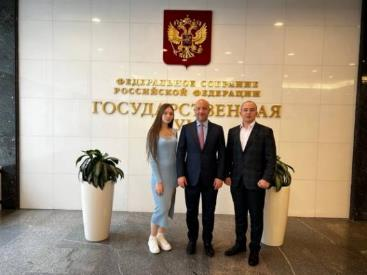 ФЕДЕРАЛЬНОЕ СОБРАНИЕ
РОССИЙСКОЙ ФЕДЕРАЦИИ
ГОСУДАРСТВЕННАЯ